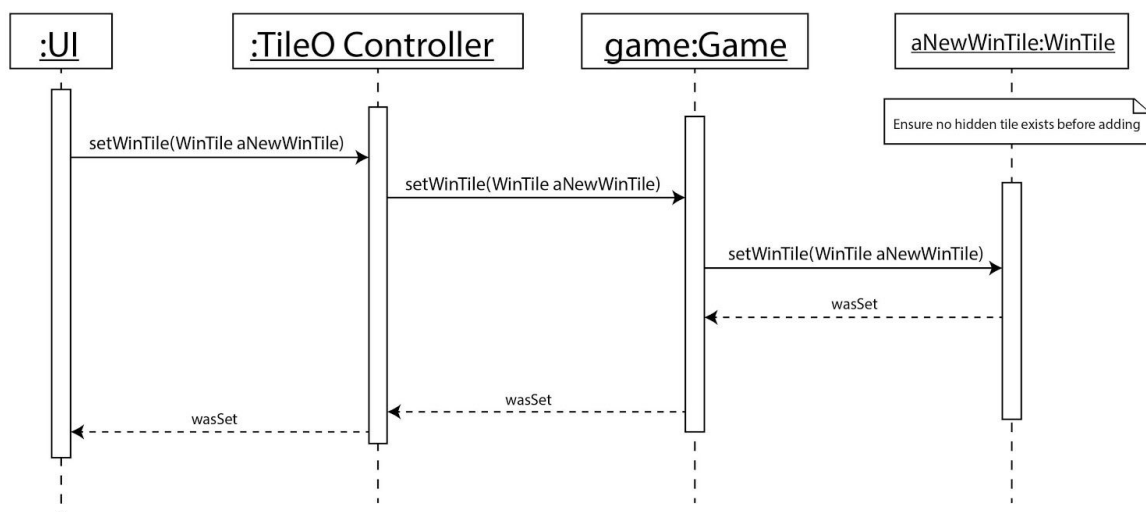 :UI
:TileO Controller
game:Game
aNewWinTile:WinTile
Ensure no hidden tile exists before adding
setWinTile(WinTile aNewWinTile)
setWinTile(WinTile aNewWinTile)
setWinTile(WinTile aNewWinTile)
wasSet
wasSet
wasSet